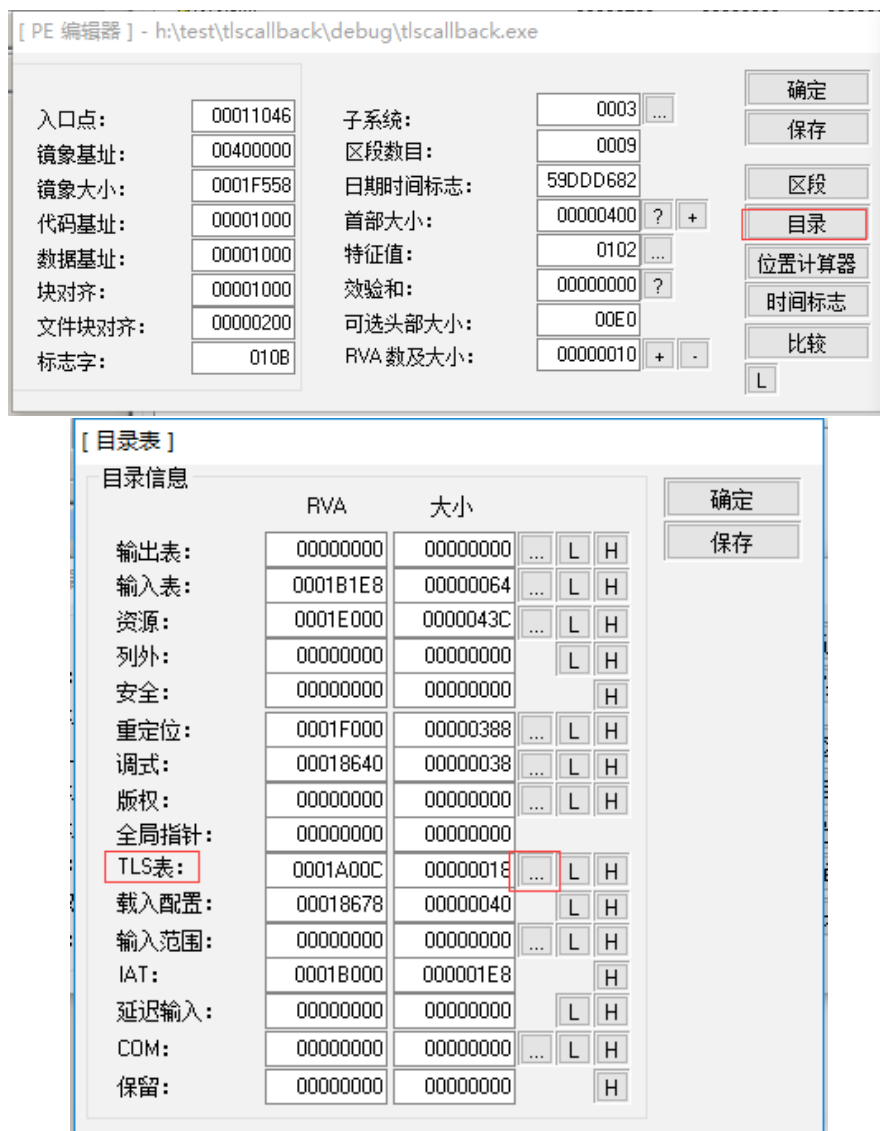 [ PE 编辑器 ] - h:\test\tlscallback\debug\tlscallback.exe
入口点: 00011046 子系统: 0003 ... 确定
镜象基址: 00400000 区段数目: 0009 保存
镜象大小: 0001F558 日期时间标志: 59DDD682 区段
代码基址: 00001000 首部大小: 00000400 ? + 目录
数据基址: 00001000 特征值: 0102 ... 位置计算器
块对齐: 00001000 效验和: 00000000 ? 时间标志
文件块对齐: 00000200 可选头部大小: 00E0 比较
标志字: 010B RVA 数及大小: 00000010 + - L
[ 目录表 ]
目录信息
RVA 大小 确定
输出表: 00000000 00000000 ... L H 保存
输入表: 0001B1E8 00000064 ... L H
资源: 0001E000 0000043C ... L H
列外: 00000000 00000000 L H
安全: 00000000 00000000 H
重定位: 0001F000 00000388 ... L H
调式: 00018640 00000038 ... L H
版权: 00000000 00000000 ... L H
全局指针: 00000000 00000000
TLS表: 0001A00C 00000018 ... L H
载入配置: 00018678 00000040 L H
输入范围: 00000000 00000000 ... L H
IAT: 0001B000 000001E8 H
延迟输入: 00000000 00000000 L H
COM: 00000000 00000000 ... L H
保留: 00000000 00000000 H